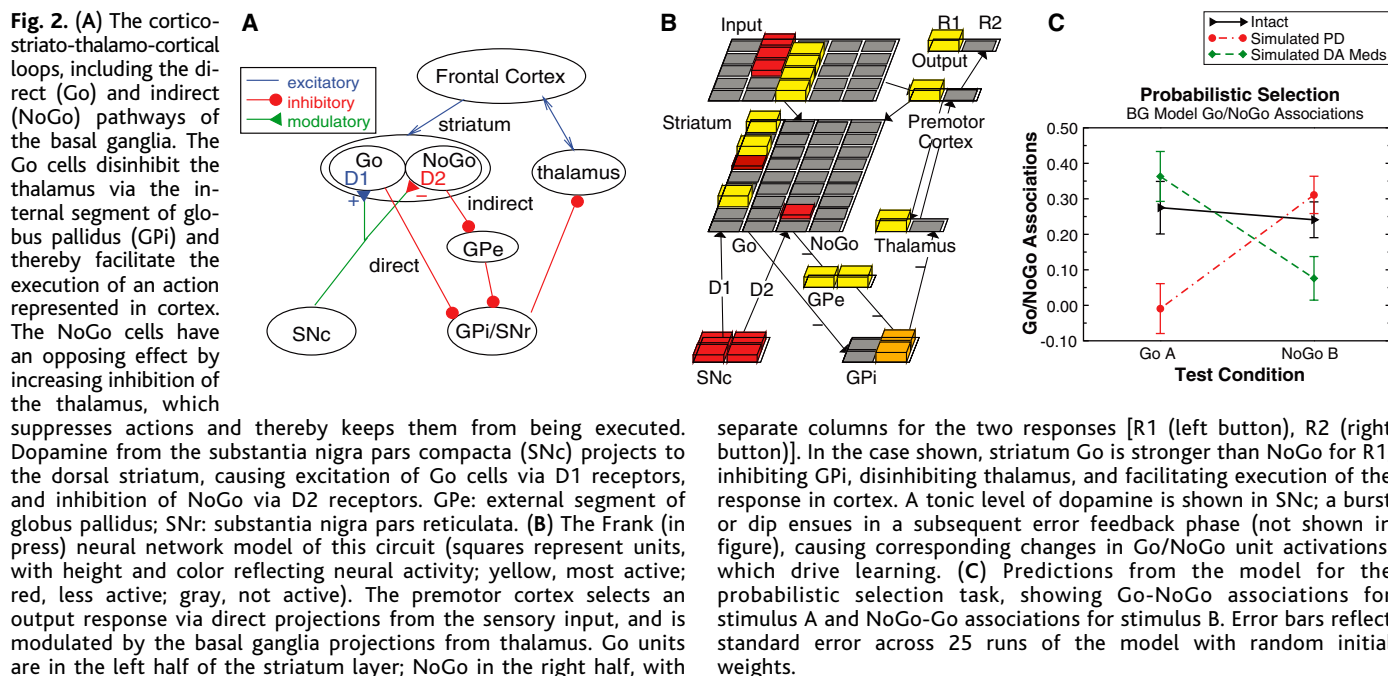 Fig. 2. (A) The cortico-
striato-thalamo-cortical
loops, including the di-
rect (Go) and indirect
(NoGo) pathways of
the basal ganglia. The
Go cells disinhibit the
thalamus via the in-
ternal segment of glo-
bus pallidus (GPi) and
thereby facilitate the
execution of an action
represented in cortex.
The NoGo cells have
an opposing effect by
increasing inhibition of
the thalamus, which
suppresses actions and thereby keeps them from being executed.
Dopamine from the substantia nigra pars compacta (SNc) projects to
the dorsal striatum, causing excitation of Go cells via D1 receptors,
and inhibition of NoGo via D2 receptors. GPe: external segment of
globus pallidus; SNr: substantia nigra pars reticulata. (B) The Frank (in
press) neural network model of this circuit (squares represent units,
with height and color reflecting neural activity; yellow, most active;
red, less active; gray, not active). The premotor cortex selects an
output response via direct projections from the sensory input, and is
modulated by the basal ganglia projections from thalamus. Go units
are in the left half of the striatum layer; NoGo in the right half, with
separate columns for the two responses [R1 (left button), R2 (right
button)]. In the case shown, striatum Go is stronger than NoGo for R1,
inhibiting GPi, disinhibiting thalamus, and facilitating execution of the
response in cortex. A tonic level of dopamine is shown in SNc; a burst
or dip ensues in a subsequent error feedback phase (not shown in
figure), causing corresponding changes in Go/NoGo unit activations,
which drive learning. (C) Predictions from the model for the
probabilistic selection task, showing Go-NoGo associations for
stimulus A and NoGo-Go associations for stimulus B. Error bars reflect
standard error across 25 runs of the model with random initial
weights.
A
excitatory
inhibitory
modulatory
Frontal Cortex
striatum
Go
NoGo
D1
D2
+
−
thalamus
indirect
GPe
direct
SNc
GPi/SNr
B
Input
R1
R2
Output
Striatum
Premotor
Cortex
Go
NoGo
Thalamus
D1
D2
GPe
SNc
GPi
C
Intact
Simulated PD
Simulated DA Meds
Probabilistic Selection
BG Model Go/NoGo Associations
Go/NoGo Associations
0.50
0.40
0.30
0.20
0.10
0.00
-0.10
Go A
NoGo B
Test Condition